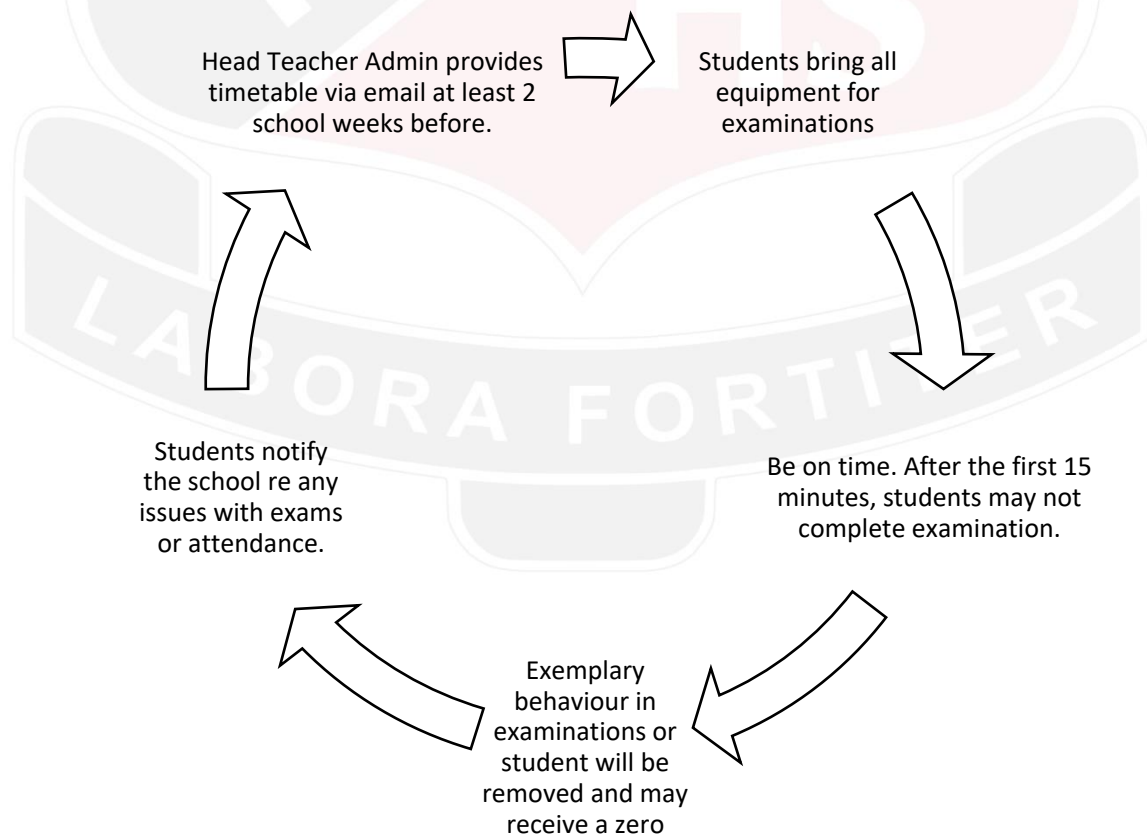 HS
Head Teacher Admin provides
timetable via email at least 2
school weeks before.
Students bring all
equipment for
examinations
Be on time. After the first 15
minutes, students may not
complete examination.
Exemplary
behaviour in
examinations or
student will be
removed and may
receive a zero
Students notify
the school re any
issues with exams
or attendance.
LABORA FORTITER